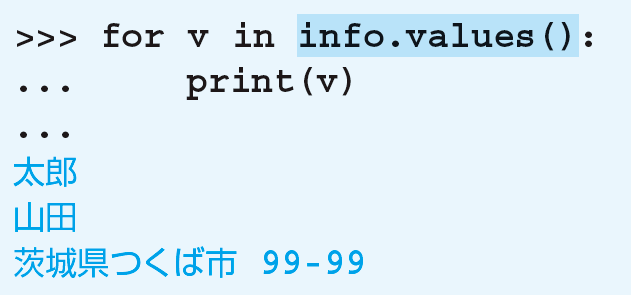 >>> for v in info.values():
...     print(v)
...
太郎
山田
茨城県つくば市 99-99